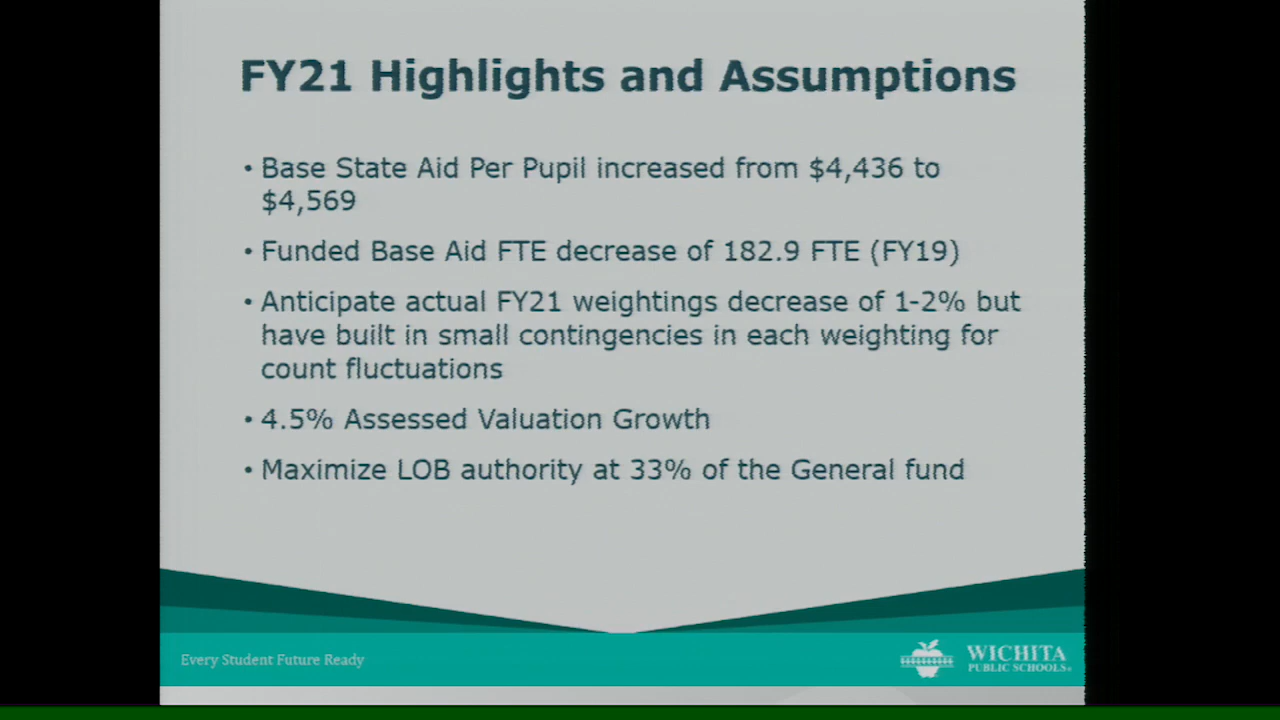 FY21 Highlights and Assumptions
• Base State Aid Per Pupil increased from $4,436 to
$4,569
• Funded Base Aid FTE decrease of 182.9 FTE (FY19)
• Anticipate actual FY21 weightings decrease of 1-2% but
have built in small contingencies in each weighting for
count fluctuations
• 4.5% Assessed Valuation Growth
• Maximize LOB authority at 33% of the General fund
Every Student Future Ready
WICHITA
PUBLIC SCHOOLS